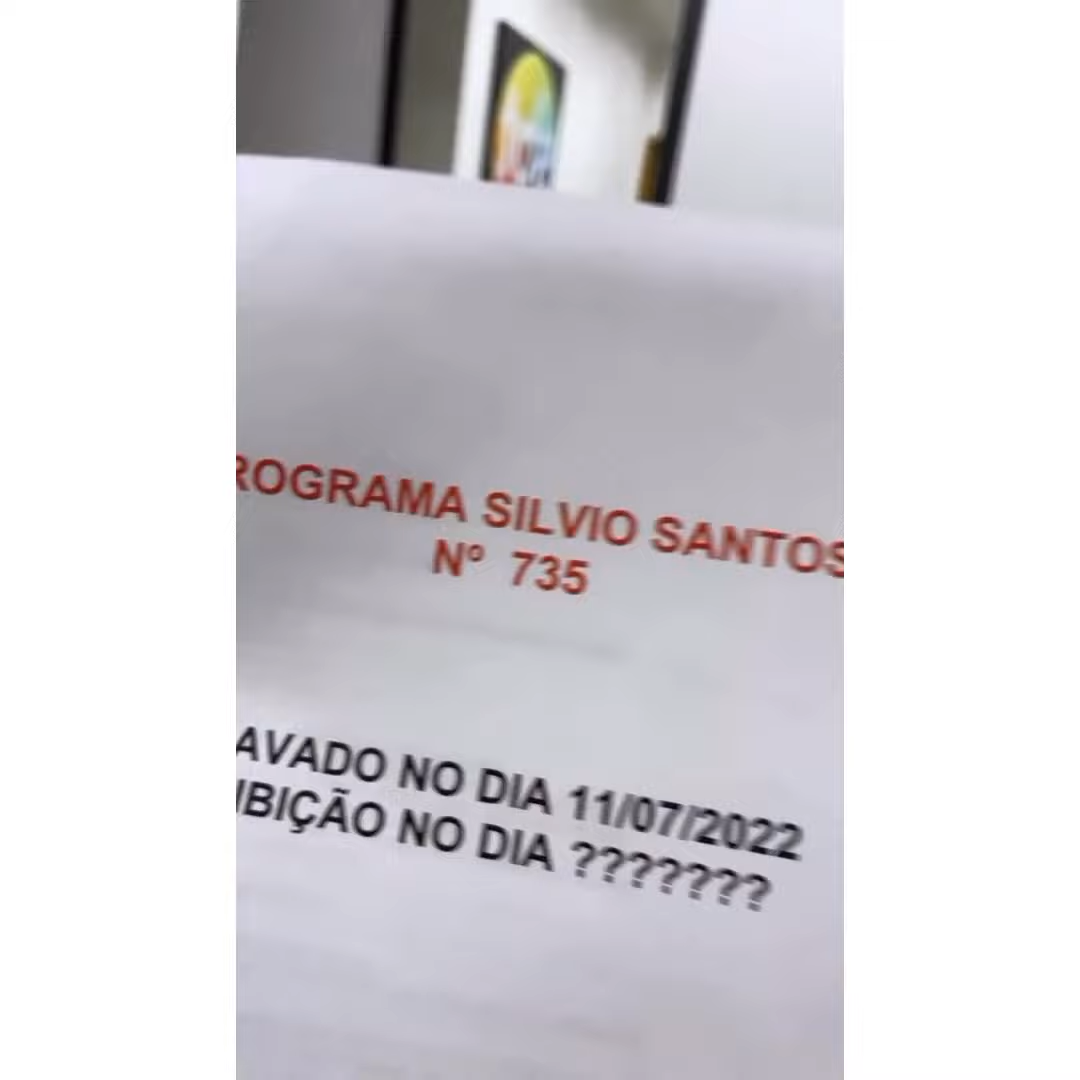 ROGRAMA SILVIO SANTOS
Nº 735
AVADO NO DIA 11/07/2022
IBIÇÃO NO DIA ???????